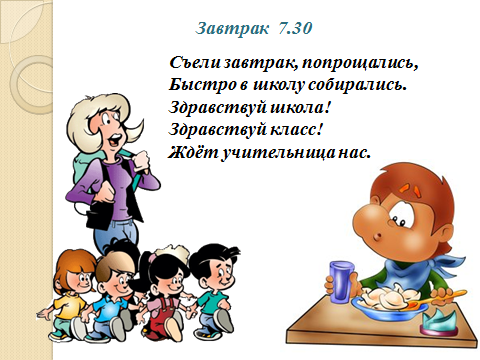 Завтрак 7.30
Съели завтрак, попрощались,
Быстро в школу собирались.
Здравствуй школа!
Здравствуй класс!
Ждёт учительница нас.